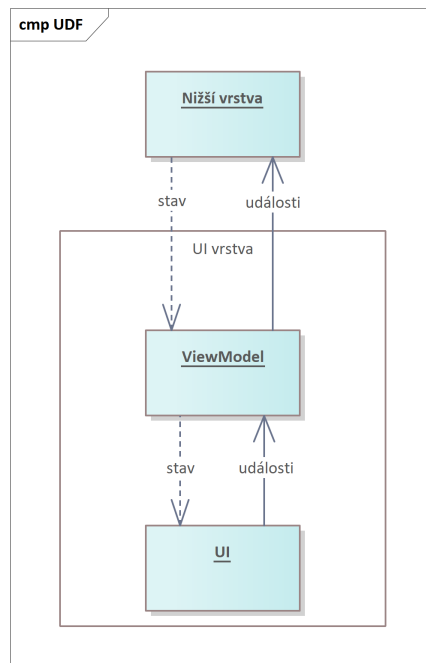 cmp UDF
Nižší vrstva
stav
události
UI vrstva
ViewModel
stav
události
UI